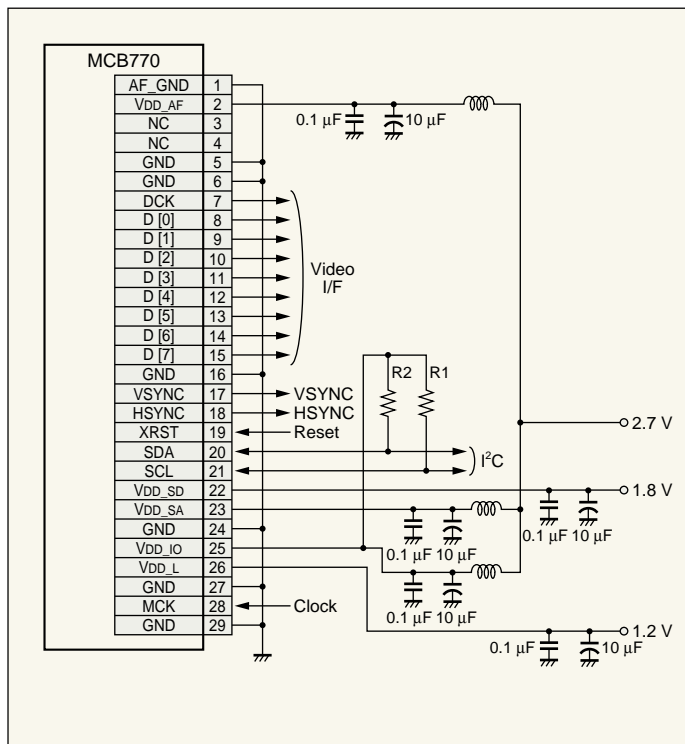 MCB770
AF_GND 1
VDD_AF 2
NC 3
NC 4
GND 5
GND 6
DCK 7
D [0] 8
D [1] 9
D [2] 10
D [3] 11
D [4] 12
D [5] 13
D [6] 14
D [7] 15
GND 16
VSYNC 17
HSYNC 18
XRST 19
SDA 20
SCL 21
VDD_SD 22
VDD_SA 23
GND 24
VDD_IO 25
VDD_L 26
GND 27
MCK 28
GND 29
0.1 µF 10 µF
Video
I/F
R2 R1
VSYNC
HSYNC
Reset
2.7 V
I²C
1.8 V
0.1 µF 10 µF
0.1 µF 10 µF
0.1 µF 10 µF
Clock
1.2 V
0.1 µF 10 µF